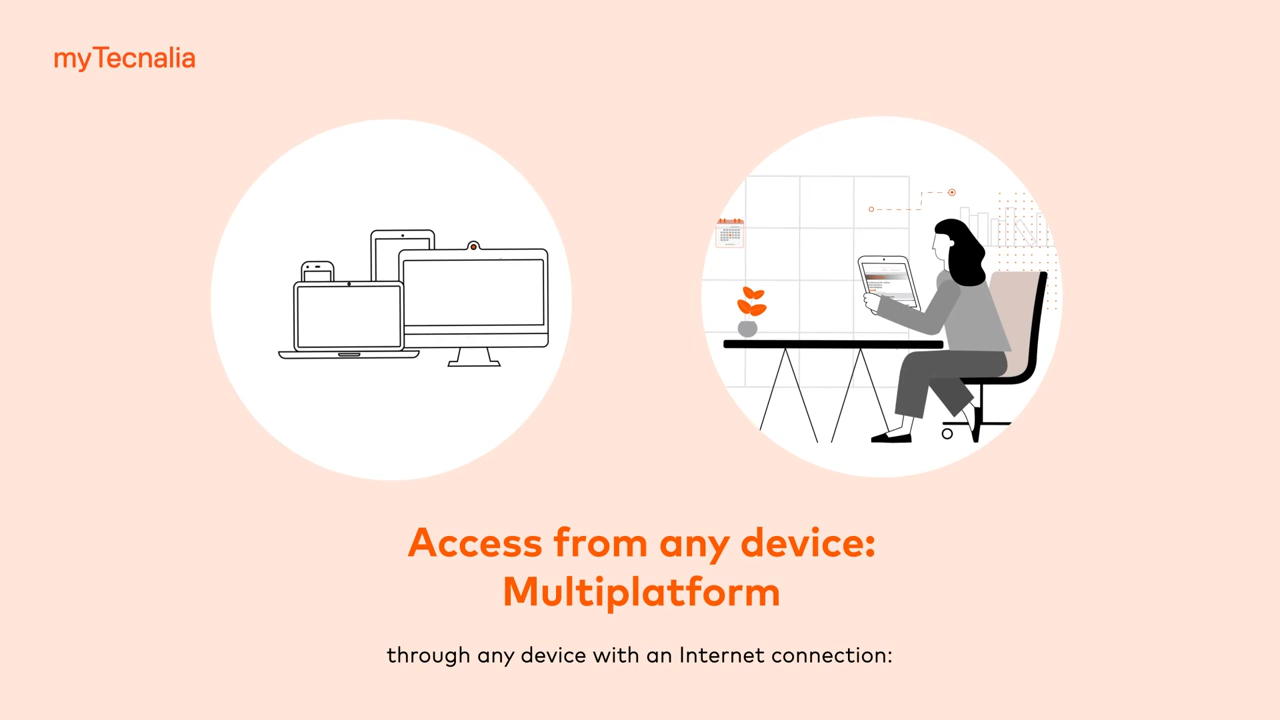 myTecnalia
Access from any device:
Multiplatform
through any device with an Internet connection: